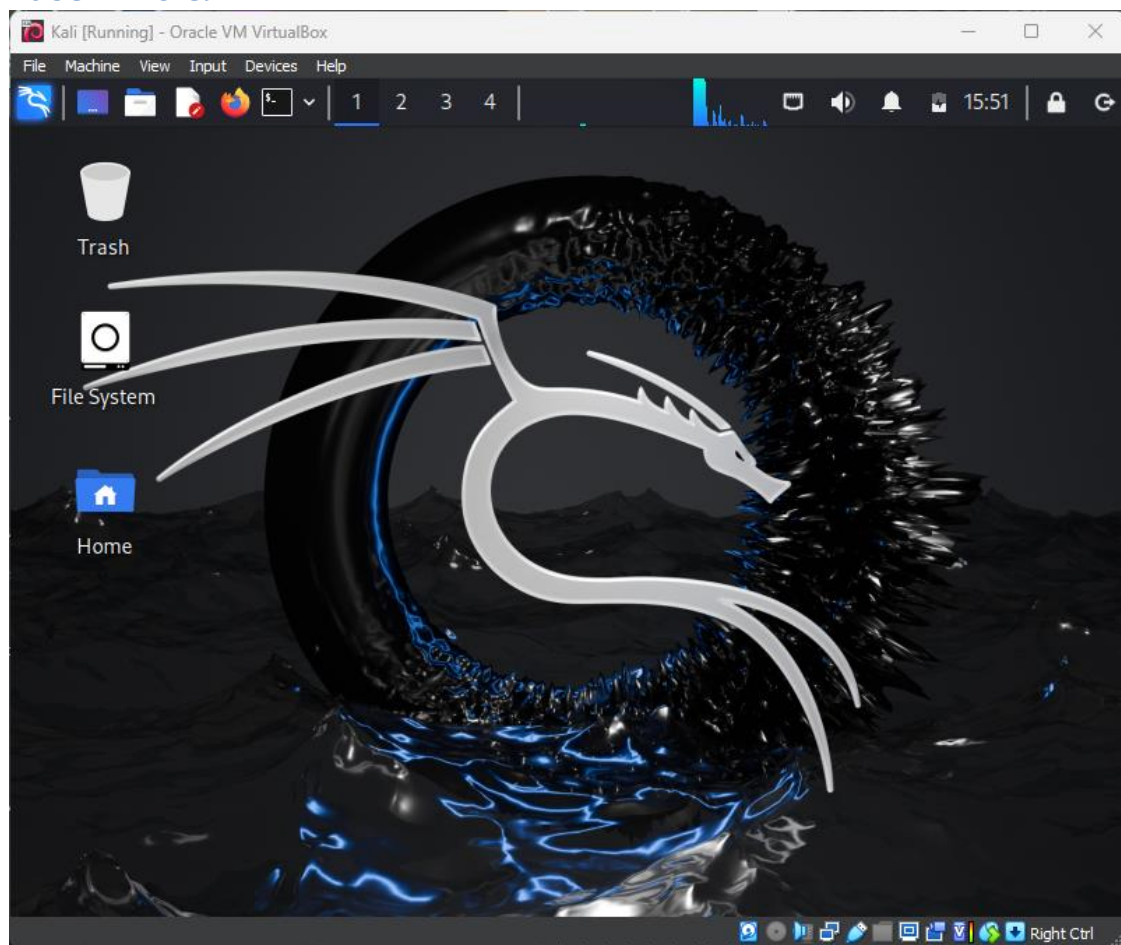 Kali [Running] - Oracle VM VirtualBox
File Machine View Input Devices Help
1 2 3 4 15:51
Trash
File System
Home
Right Ctrl